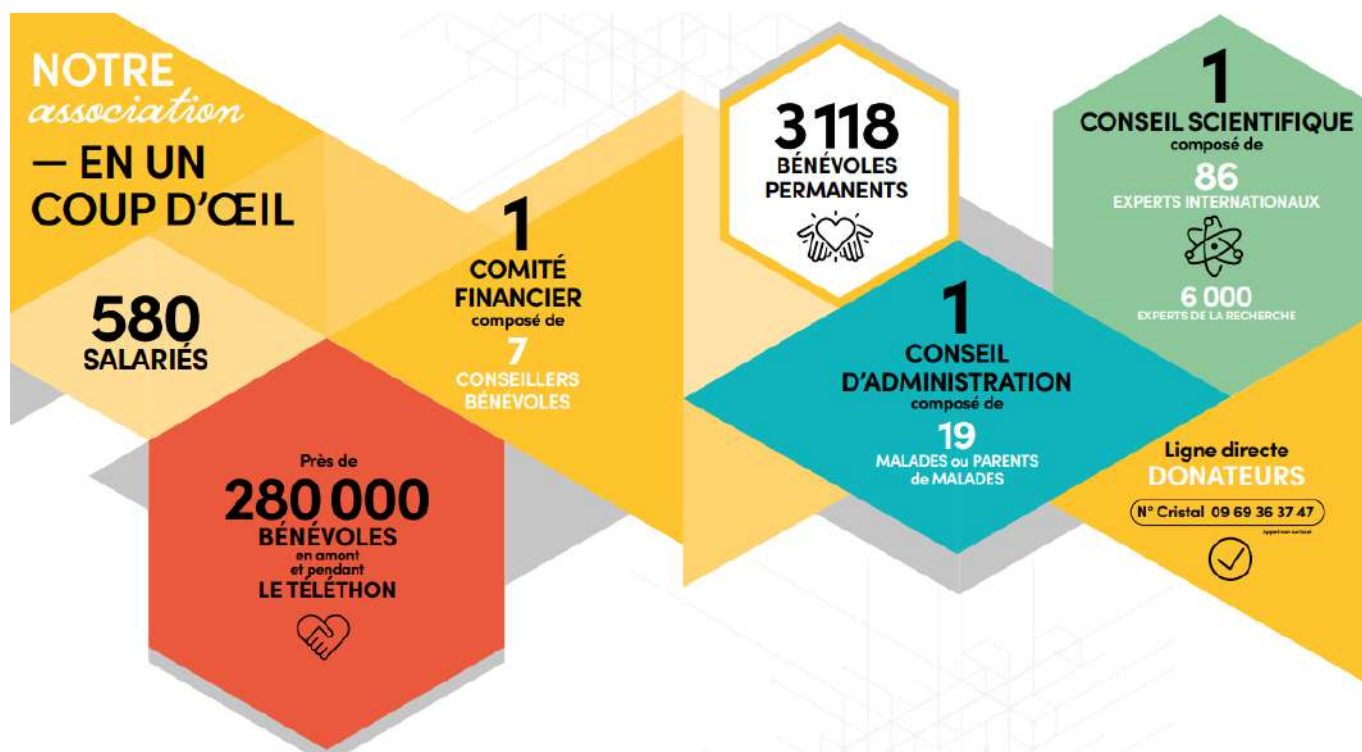 NOTRE
association
— EN UN
COUP D'ŒIL
580
SALARIÉS
Près de
280 000
BÉNÉVOLES
en amont
et pendant
LE TÉLÉTHON
1
COMITÉ
FINANCIER
composé de
7
CONSEILLERS
BÉNÉVOLES
3 118
BÉNÉVOLES
PERMANENTS
1
CONSEIL
D'ADMINISTRATION
composé de
19
MALADES ou PARENTS
de MALADES
1
CONSEIL SCIENTIFIQUE
composé de
86
EXPERTS INTERNATIONAUX
6 000
EXPERTS DE LA RECHERCHE
Ligne directe
DONATEURS
N° Cristal 09 69 36 37 47